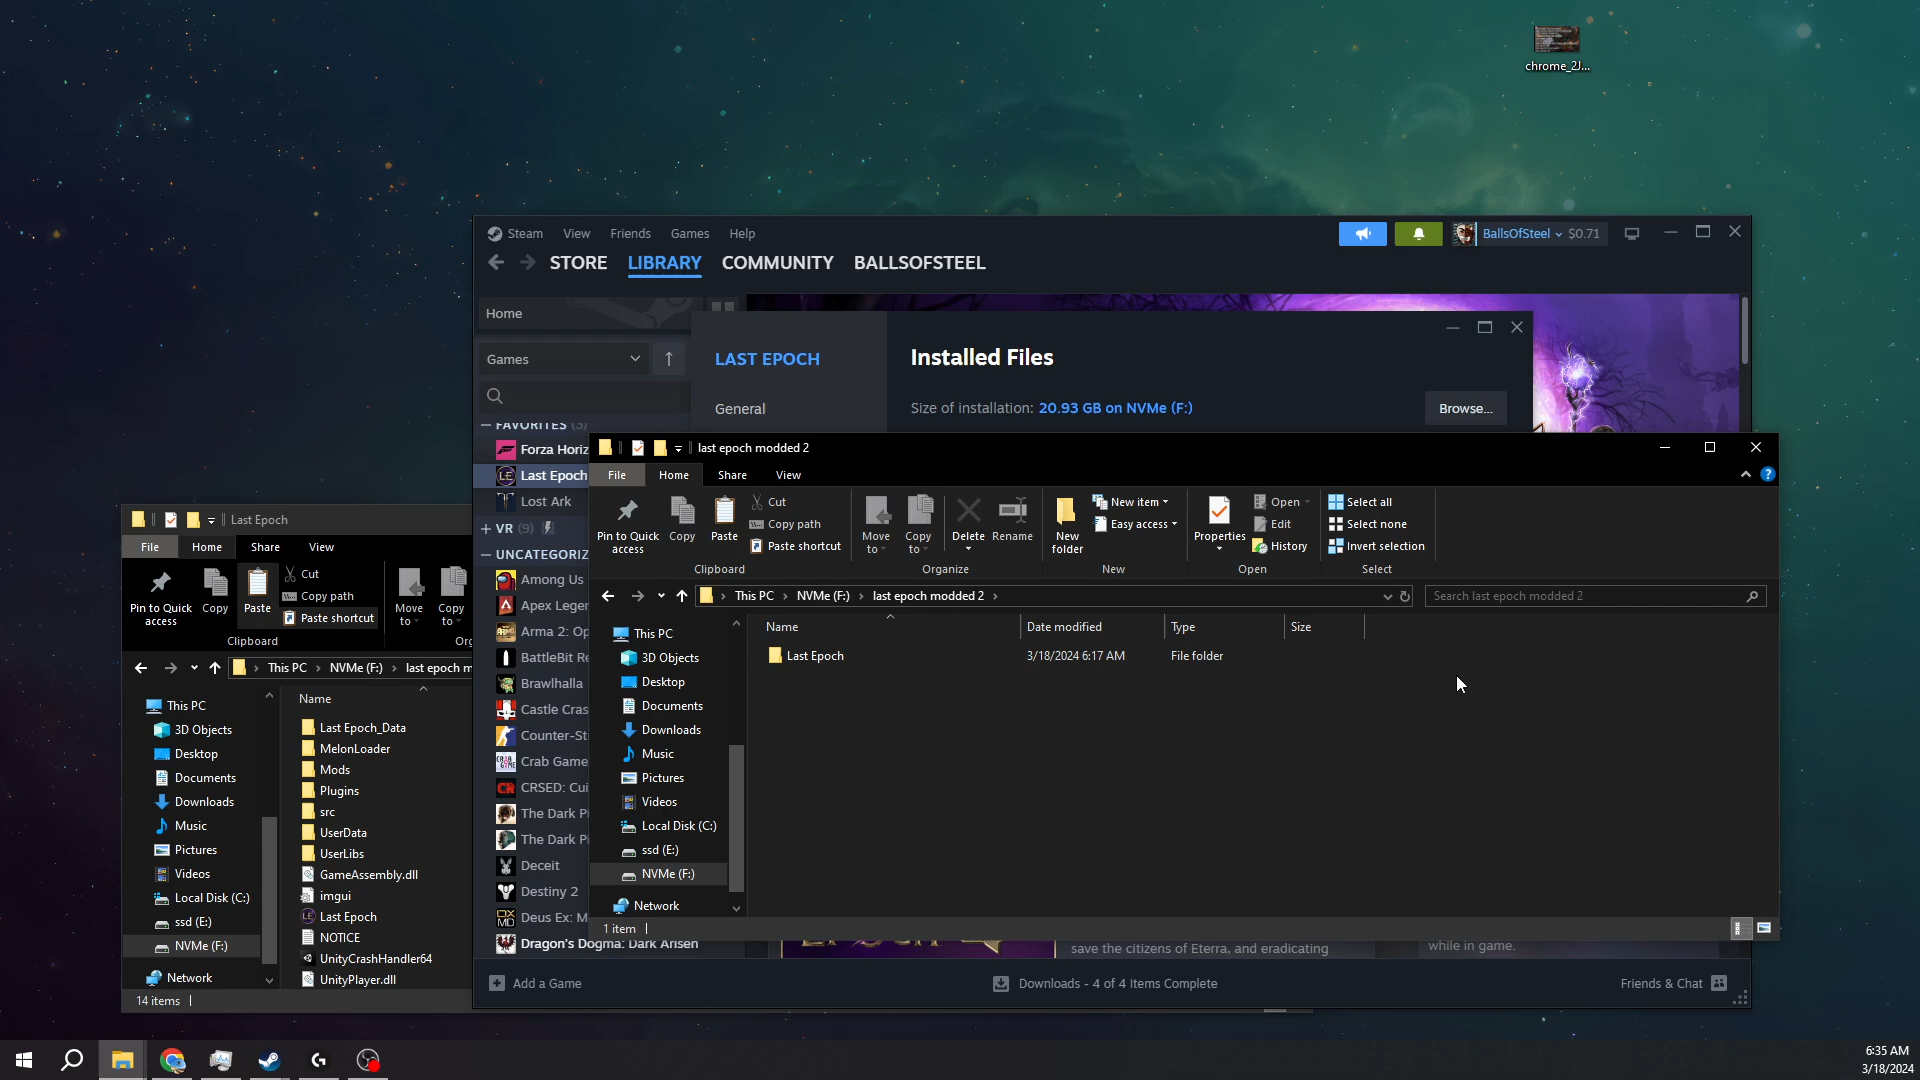 chrome_2J...
Steam
View
Friends
Games
Help
BallsOfSteel
$0.71
STORE
LIBRARY
COMMUNITY
BALLSOFSTEEL
Home
Games
FAVORITES (3)
Forza Horiz
Last Epoch
Lost Ark
VR (9)
UNCATEGORIZ
Among Us
Apex Leger
Arma 2: Op
BattleBit Re
Brawlhalla
Castle Cras
Counter-St
Crab Game
CRSED: Cui
The Dark Pi
The Dark Pi
Deceit
Destiny 2
Deus Ex: M
Dragon's Dogma: Dark Arisen
LAST EPOCH
General
Installed Files
Size of installation: 20.93 GB on NVMe (F:)
Browse...
last epoch modded 2
File
Home
Share
View
Pin to Quick access
Copy
Paste
Cut
Copy path
Paste shortcut
Clipboard
Move to
Copy to
Delete
Rename
Organize
New folder
New item
Easy access
New
Properties
Open
Edit
History
Open
Select all
Select none
Invert selection
Select
This PC
NVMe (F:)
last epoch modded 2
Search last epoch modded 2
This PC
3D Objects
Desktop
Documents
Downloads
Music
Pictures
Videos
Local Disk (C:)
ssd (E:)
NVMe (F:)
Network
Name
Date modified
Type
Size
Last Epoch
3/18/2024 6:17 AM
File folder
1 item
save the citizens of Eterra, and eradicating
while in game.
Add a Game
Downloads - 4 of 4 Items Complete
Friends & Chat
Last Epoch
File
Home
Share
View
Pin to Quick access
Copy
Paste
Cut
Copy path
Paste shortcut
Clipboard
Move to
Copy to
Org
This PC
NVMe (F:)
last epoch m
This PC
3D Objects
Desktop
Documents
Downloads
Music
Pictures
Videos
Local Disk (C:)
ssd (E:)
NVMe (F:)
Network
Name
Last Epoch_Data
MelonLoader
Mods
Plugins
src
UserData
UserLibs
GameAssembly.dll
imgui
Last Epoch
NOTICE
UnityCrashHandler64
UnityPlayer.dll
14 items
6:35 AM
3/18/2024